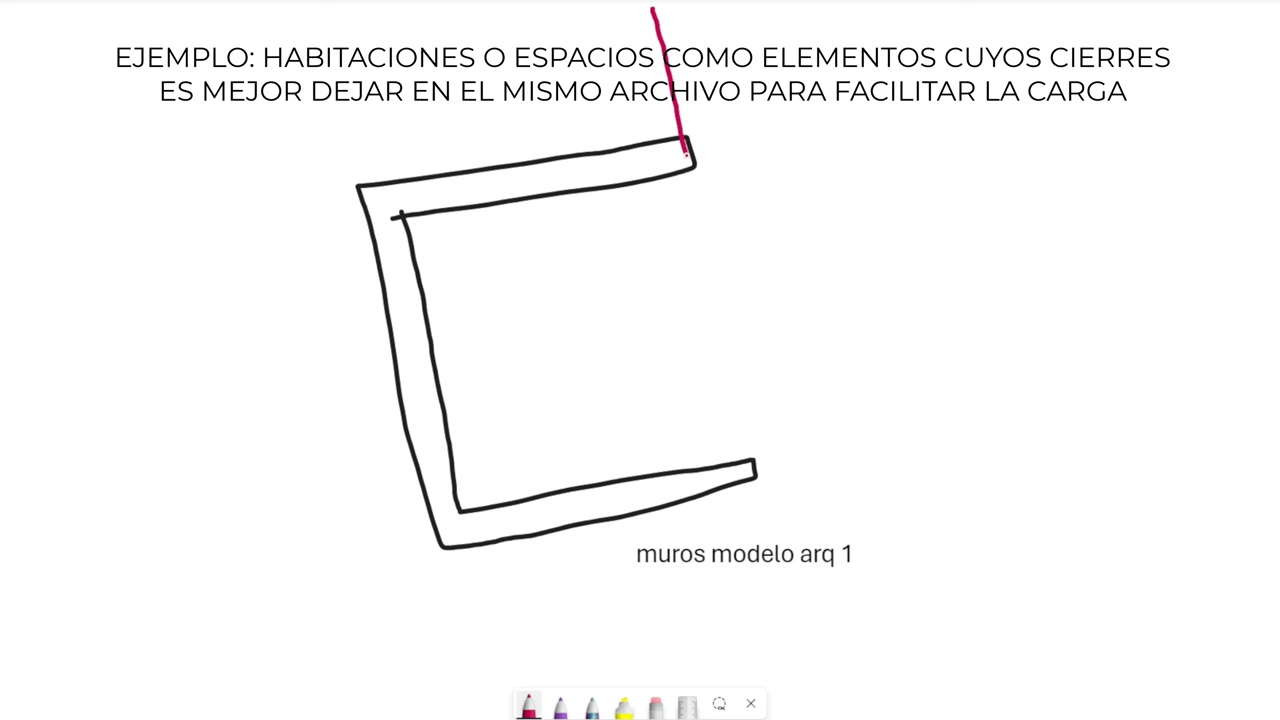 EJEMPLO: HABITACIONES O ESPACIOS COMO ELEMENTOS CUYOS CIERRES
ES MEJOR DEJAR EN EL MISMO ARCHIVO PARA FACILITAR LA CARGA
muros modelo arq 1